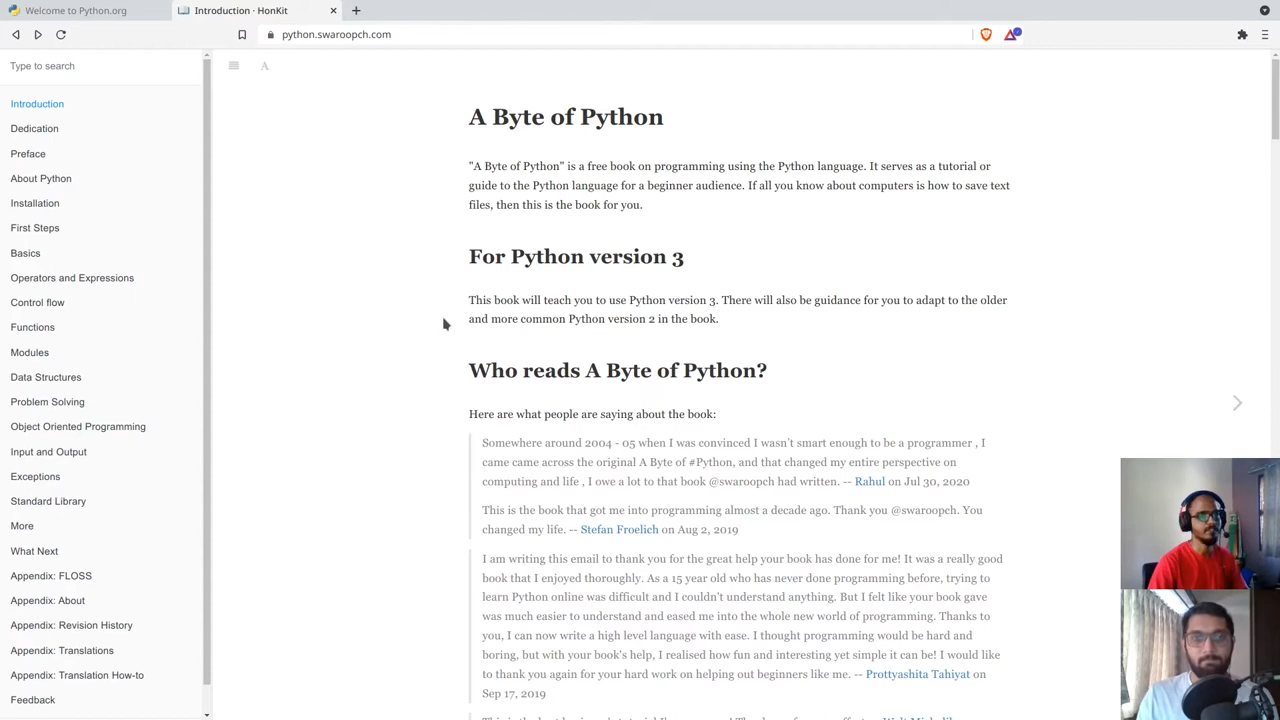 Welcome to Python.org
Introduction · HonKit
python.swaroopch.com
Type to search
Introduction
Dedication
Preface
About Python
Installation
First Steps
Basics
Operators and Expressions
Control flow
Functions
Modules
Data Structures
Problem Solving
Object Oriented Programming
Input and Output
Exceptions
Standard Library
More
What Next
Appendix: FLOSS
Appendix: About
Appendix: Revision History
Appendix: Translations
Appendix: Translation How-to
Feedback
A
A Byte of Python
"A Byte of Python" is a free book on programming using the Python language. It serves as a tutorial or
guide to the Python language for a beginner audience. If all you know about computers is how to save text
files, then this is the book for you.
For Python version 3
This book will teach you to use Python version 3. There will also be guidance for you to adapt to the older
and more common Python version 2 in the book.
Who reads A Byte of Python?
Here are what people are saying about the book:
Somewhere around 2004 - 05 when I was convinced I wasn't smart enough to be a programmer , I
came came across the original A Byte of #Python, and that changed my entire perspective on
computing and life , I owe a lot to that book @swaroopch had written. -- Rahul on Jul 30, 2020
This is the book that got me into programming almost a decade ago. Thank you @swaroopch. You
changed my life. -- Stefan Froelich on Aug 2, 2019
I am writing this email to thank you for the great help your book has done for me! It was a really good
book that I enjoyed thoroughly. As a 15 year old who has never done programming before, trying to
learn Python online was difficult and I couldn't understand anything. But I felt like your book gave
was much easier to understand and eased me into the whole new world of programming. Thanks to
you, I can now write a high level language with ease. I thought programming would be hard and
boring, but with your book's help, I realised how fun and interesting yet simple it can be! I would like
to thank you again for your hard work on helping out beginners like me. -- Prottyashita Tahiyat on
Sep 17, 2019